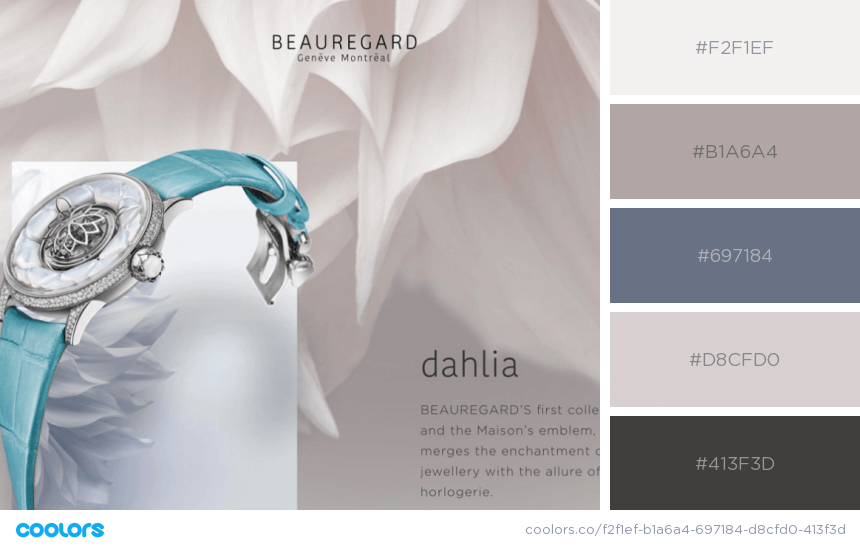 BEAUREGARD
Genève Montréal
dahlia
BEAUREGARD'S first colle
and the Maison's emblem,
merges the enchantment o
jewellery with the allure of
horlogerie.
#F2F1EF
#B1A6A4
#697184
#D8CFD0
#413F3D
coolors
coolors.co/f2f1ef-b1a6a4-697184-d8cfd0-413f3d